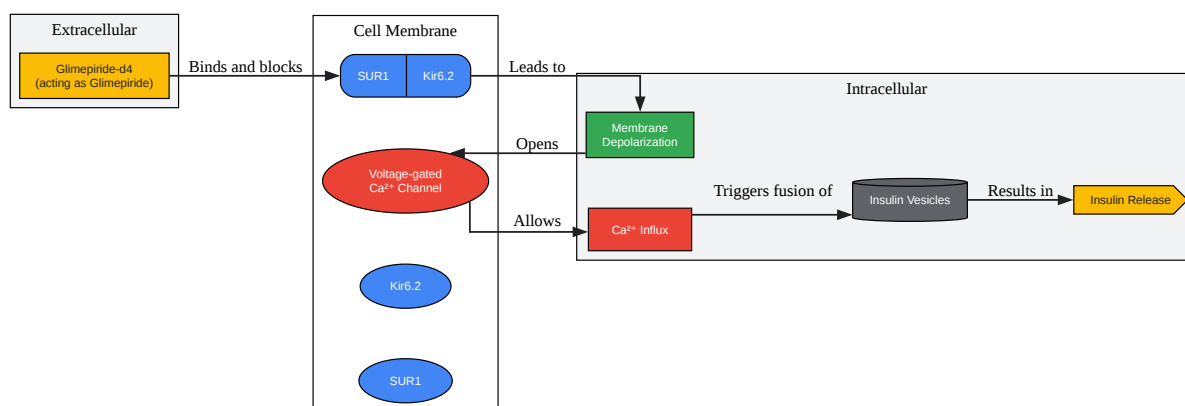 Extracellular
Glimepiride-d4
(acting as Glimepiride)
Binds and blocks
Cell Membrane
SUR1
Kir6.2
Leads to
Intracellular
Membrane
Depolarization
Opens
Voltage-gated
Ca²⁺ Channel
Allows
Ca²⁺ Influx
Triggers fusion of
Insulin Vesicles
Results in
Insulin Release
Kir6.2
SUR1